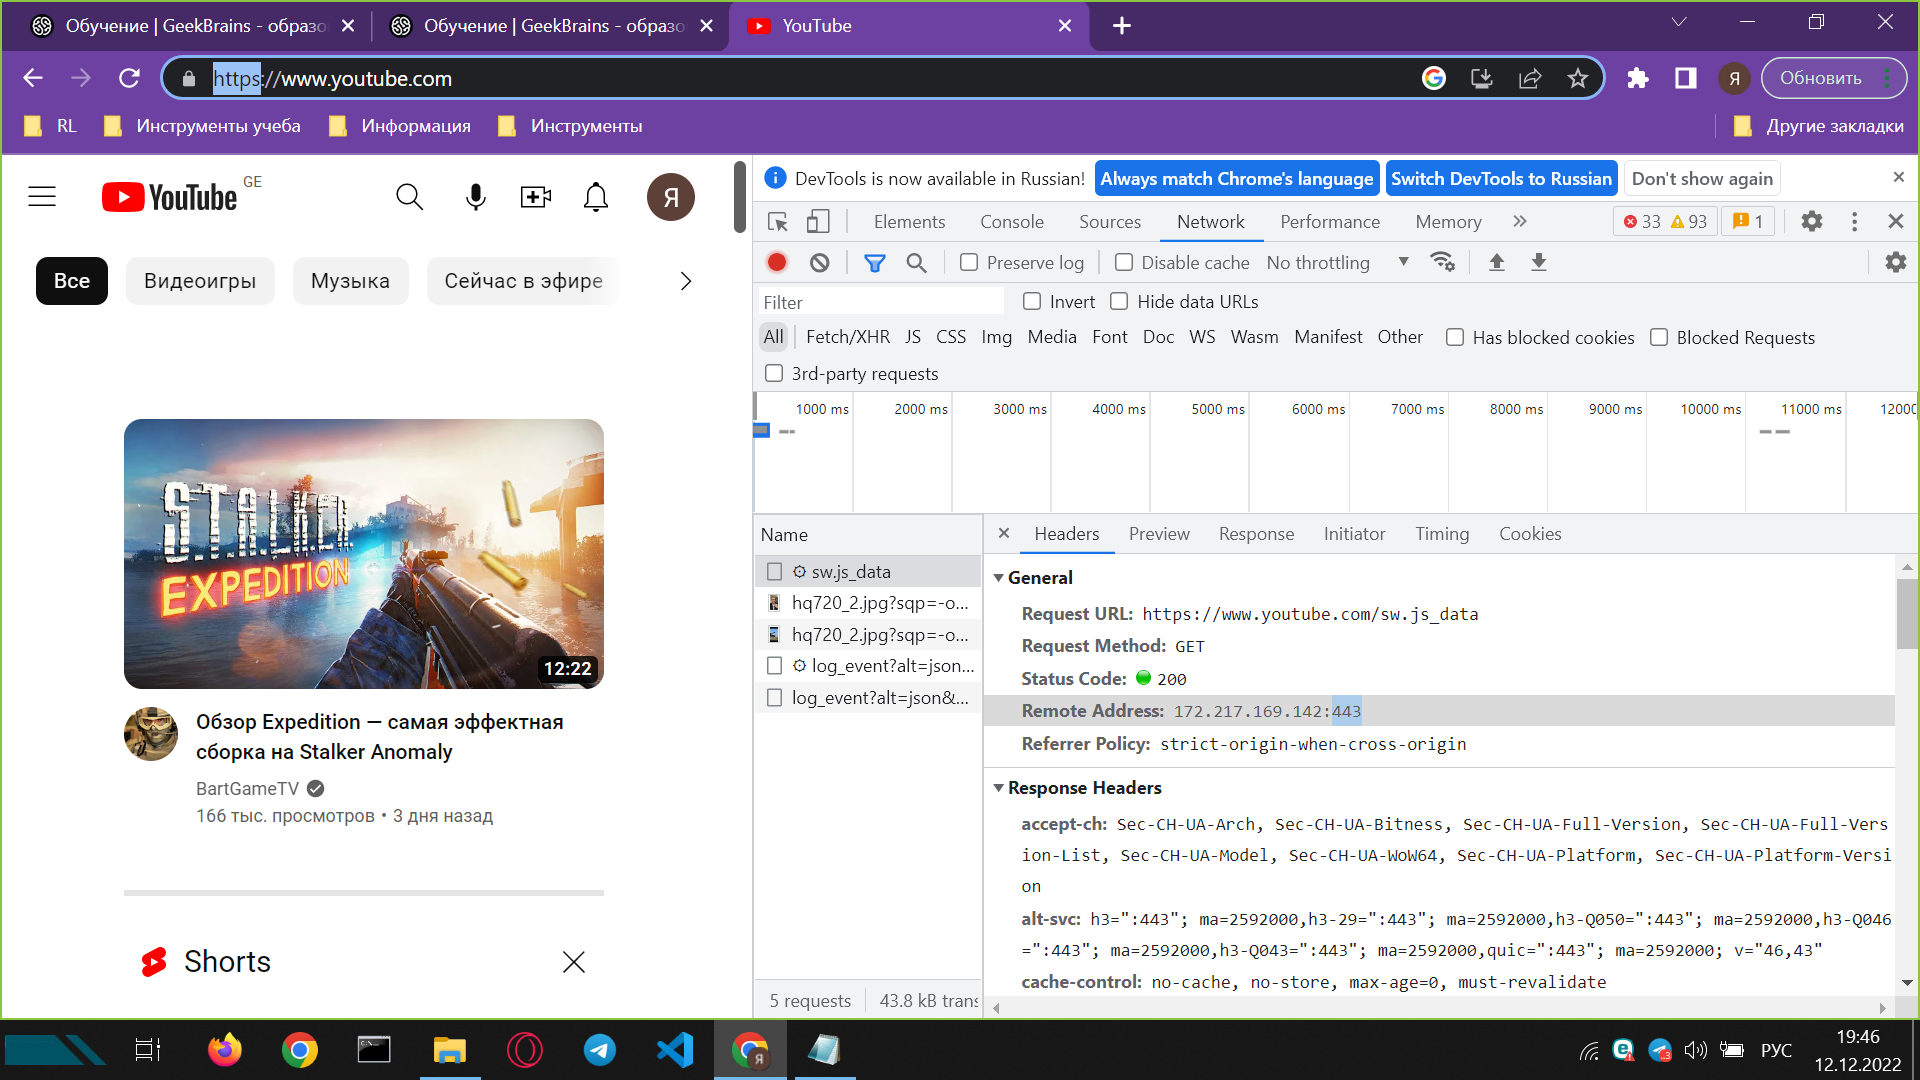 Обучение | GeekBrains - образо
Обучение | GeekBrains - образо
YouTube
https://www.youtube.com
Я
Обновить
RL
Инструменты учеба
Информация
Инструменты
Другие закладки
YouTube GE
Я
Все
Видеоигры
Музыка
Сейчас в эфире
S.T.A.L.K.E.R.
EXPEDITION
12:22
Обзор Expedition — самая эффектная
сборка на Stalker Anomaly
BartGameTV
166 тыс. просмотров • 3 дня назад
Shorts
DevTools is now available in Russian! Always match Chrome's language Switch DevTools to Russian Don't show again
Elements Console Sources Network Performance Memory 33 93 1
Preserve log Disable cache No throttling
Filter Invert Hide data URLs
All Fetch/XHR JS CSS Img Media Font Doc WS Wasm Manifest Other Has blocked cookies Blocked Requests
3rd-party requests
1000 ms 2000 ms 3000 ms 4000 ms 5000 ms 6000 ms 7000 ms 8000 ms 9000 ms 10000 ms 11000 ms 12000
Name
sw.js_data
hq720_2.jpg?sqp=-o...
hq720_2.jpg?sqp=-o...
log_event?alt=json...
log_event?alt=json&...
5 requests 43.8 kB trans
Headers Preview Response Initiator Timing Cookies
General
Request URL: https://www.youtube.com/sw.js_data
Request Method: GET
Status Code: 200
Remote Address: 172.217.169.142:443
Referrer Policy: strict-origin-when-cross-origin
Response Headers
accept-ch: Sec-CH-UA-Arch, Sec-CH-UA-Bitness, Sec-CH-UA-Full-Version, Sec-CH-UA-Full-Vers
ion-List, Sec-CH-UA-Model, Sec-CH-UA-WoW64, Sec-CH-UA-Platform, Sec-CH-UA-Platform-Versi
on
alt-svc: h3=":443"; ma=2592000,h3-29=":443"; ma=2592000,h3-Q050=":443"; ma=2592000,h3-Q046
=":443"; ma=2592000,h3-Q043=":443"; ma=2592000,quic=":443"; ma=2592000; v="46,43"
cache-control: no-cache, no-store, max-age=0, must-revalidate
РУС
19:46
12.12.2022